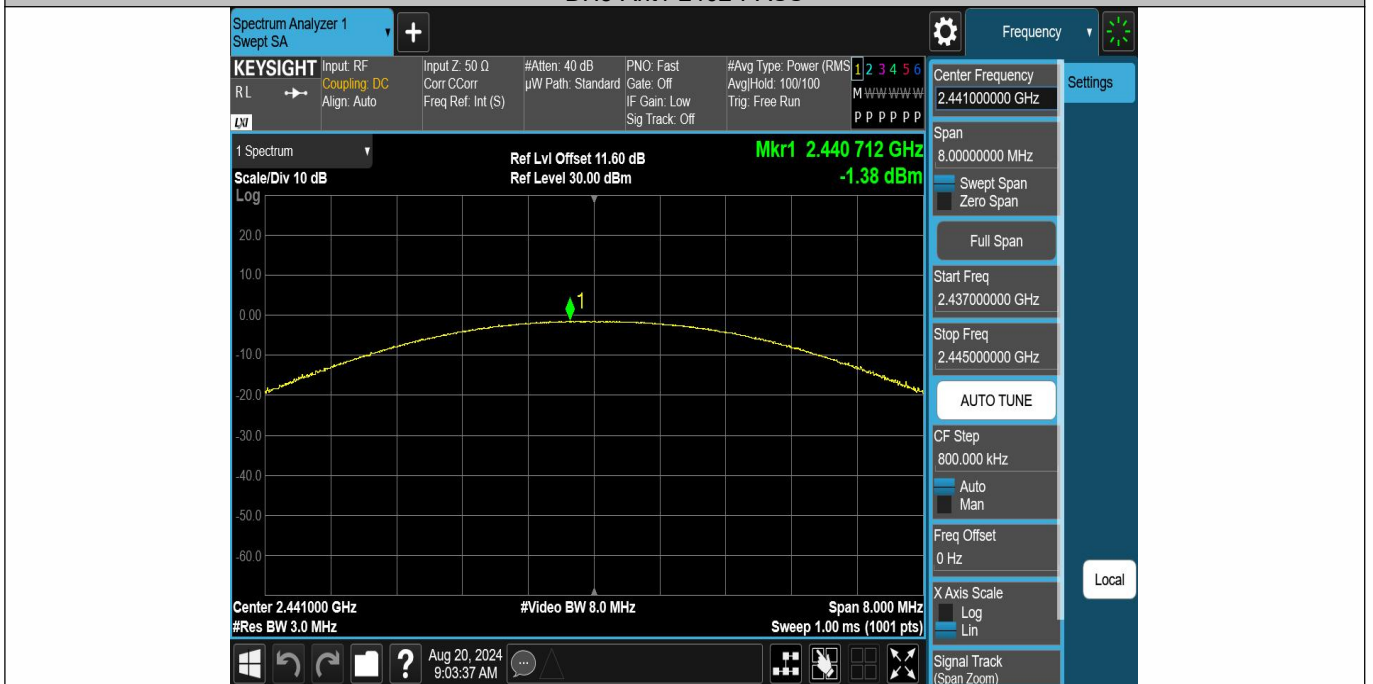 Spectrum Analyzer 1
Swept SA
+
Frequency
KEYSIGHT
RL
LXI
Input: RF
Coupling: DC
Align: Auto
Input Z: 50 Ω
Corr CCorr
Freq Ref: Int (S)
#Atten: 40 dB
µW Path: Standard
PNO: Fast
Gate: Off
IF Gain: Low
Sig Track: Off
#Avg Type: Power (RMS
Avg|Hold: 100/100
Trig: Free Run
1 2 3 4 5 6
M W W W W W
P P P P P P
1 Spectrum
Scale/Div 10 dB
Ref Lvl Offset 11.60 dB
Ref Level 30.00 dBm
Mkr1 2.440 712 GHz
-1.38 dBm
Log
20.0
10.0
0.00
-10.0
-20.0
-30.0
-40.0
-50.0
-60.0
1
Center 2.441000 GHz
#Res BW 3.0 MHz
#Video BW 8.0 MHz
Span 8.000 MHz
Sweep 1.00 ms (1001 pts)
Center Frequency
2.441000000 GHz
Settings
Span
8.00000000 MHz
Swept Span
Zero Span
Full Span
Start Freq
2.437000000 GHz
Stop Freq
2.445000000 GHz
AUTO TUNE
CF Step
800.000 kHz
Auto
Man
Freq Offset
0 Hz
X Axis Scale
Log
Lin
Local
Signal Track
(Span Zoom)
?
Aug 20, 2024
9:03:37 AM